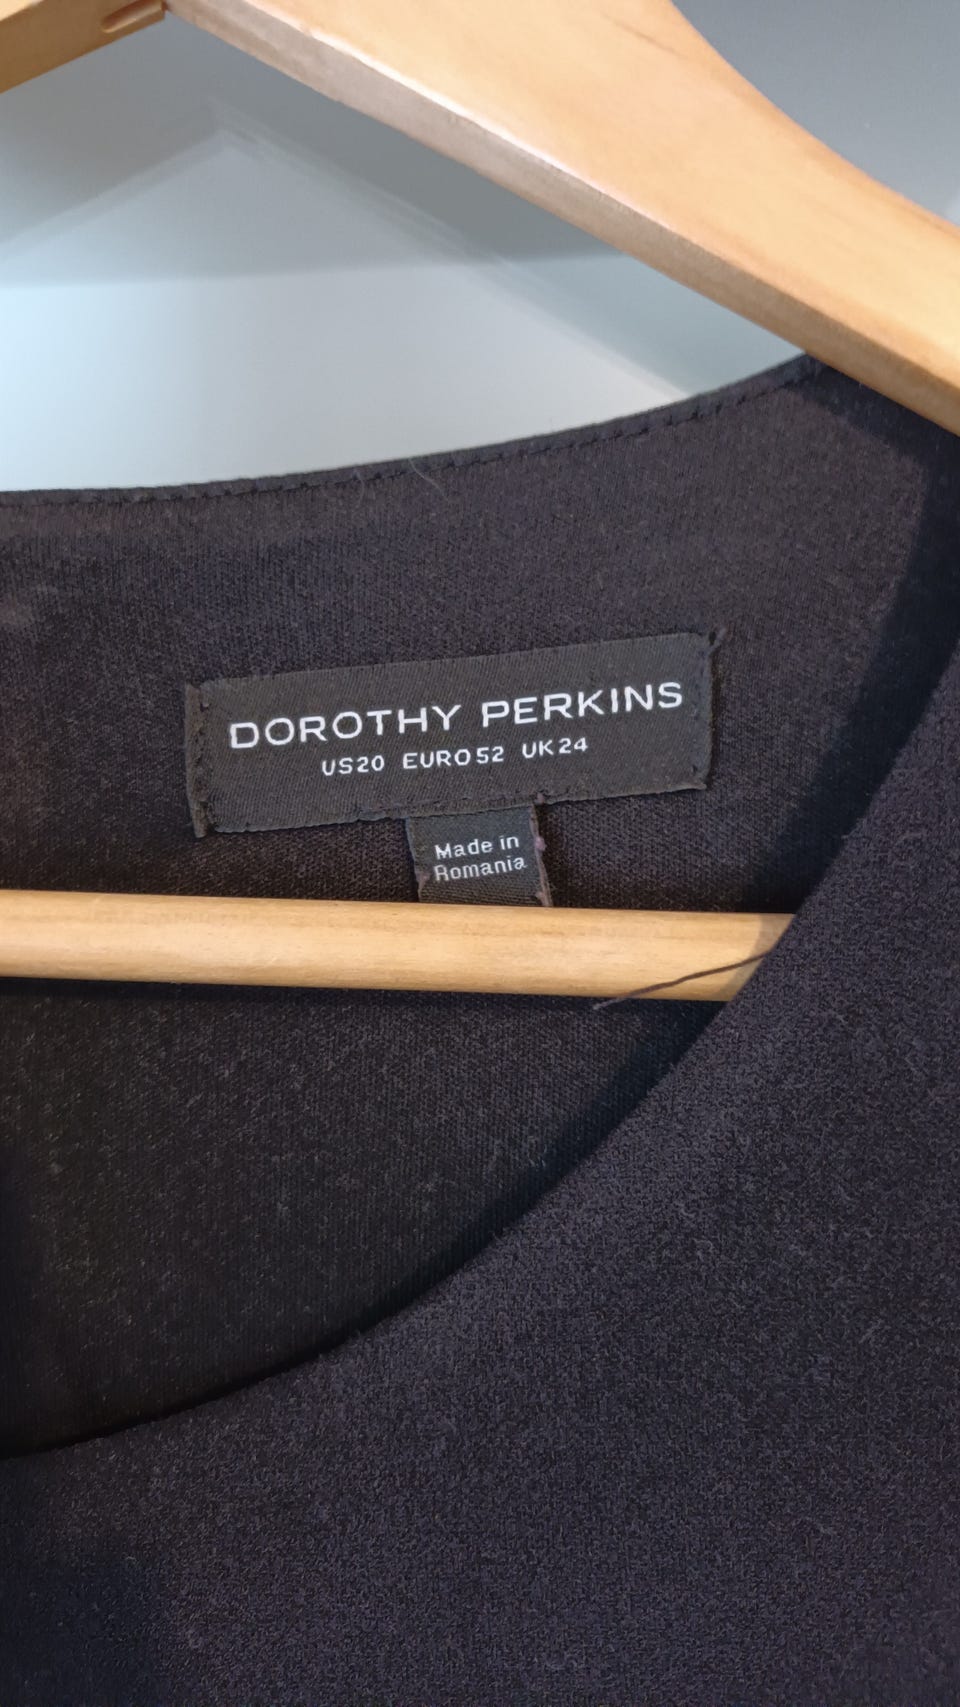 DOROTHY PERKINS
US20 EURO52 UK24
Made in
Romania